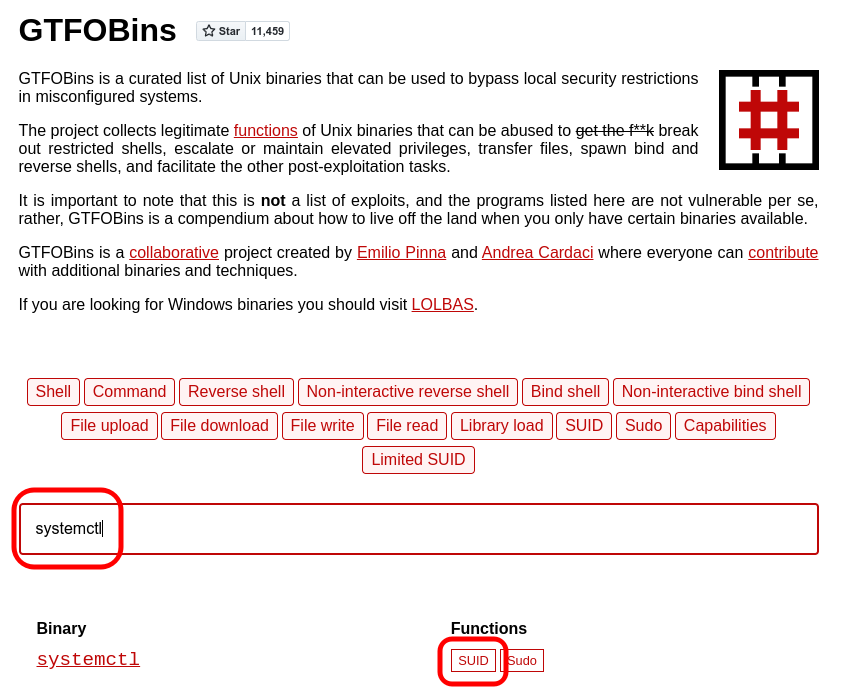 GTFOBins Star 11,459
GTFOBins is a curated list of Unix binaries that can be used to bypass local security restrictions
in misconfigured systems.
The project collects legitimate functions of Unix binaries that can be abused to get the f**k break
out restricted shells, escalate or maintain elevated privileges, transfer files, spawn bind and
reverse shells, and facilitate the other post-exploitation tasks.
It is important to note that this is not a list of exploits, and the programs listed here are not vulnerable per se,
rather, GTFOBins is a compendium about how to live off the land when you only have certain binaries available.
GTFOBins is a collaborative project created by Emilio Pinna and Andrea Cardaci where everyone can contribute
with additional binaries and techniques.
If you are looking for Windows binaries you should visit LOLBAS.
Shell Command Reverse shell Non-interactive reverse shell Bind shell Non-interactive bind shell
File upload File download File write File read Library load SUID Sudo Capabilities
Limited SUID
systemctl
Binary Functions
systemctl SUID Sudo